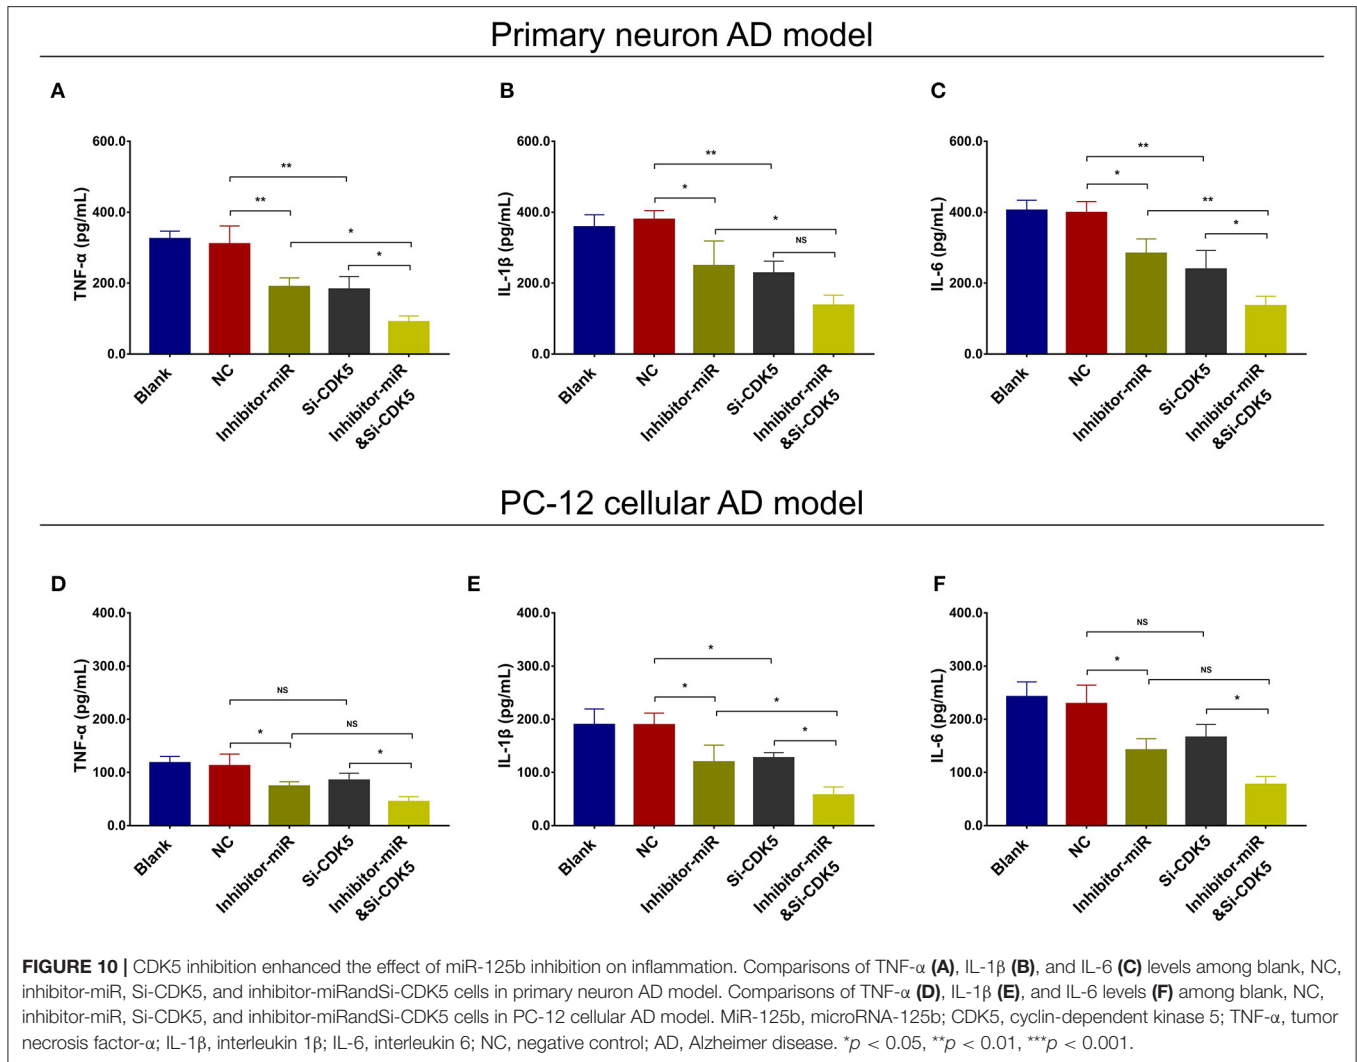 Primary neuron AD model
A
B
C
600.0
400.0
200.0
0.0
TNF-α (pg/mL)
**
**
*
*
Blank
NC
Inhibitor-miR
Si-CDK5
Inhibitor-miR
&Si-CDK5
600.0
400.0
200.0
0.0
IL-1β (pg/mL)
**
*
*
NS
Blank
NC
Inhibitor-miR
Si-CDK5
Inhibitor-miR
&Si-CDK5
600.0
400.0
200.0
0.0
IL-6 (pg/mL)
**
*
**
*
Blank
NC
Inhibitor-miR
Si-CDK5
Inhibitor-miR
&Si-CDK5
PC-12 cellular AD model
D
E
F
400.0
300.0
200.0
100.0
0.0
TNF-α (pg/mL)
NS
*
NS
*
Blank
NC
Inhibitor-miR
Si-CDK5
Inhibitor-miR
&Si-CDK5
400.0
300.0
200.0
100.0
0.0
IL-1β (pg/mL)
*
*
*
*
Blank
NC
Inhibitor-miR
Si-CDK5
Inhibitor-miR
&Si-CDK5
400.0
300.0
200.0
100.0
0.0
IL-6 (pg/mL)
NS
*
NS
*
Blank
NC
Inhibitor-miR
Si-CDK5
Inhibitor-miR
&Si-CDK5
FIGURE 10 | CDK5 inhibition enhanced the effect of miR-125b inhibition on inflammation. Comparisons of TNF-α (A), IL-1β (B), and IL-6 (C) levels among blank, NC,
inhibitor-miR, Si-CDK5, and inhibitor-miRandSi-CDK5 cells in primary neuron AD model. Comparisons of TNF-α (D), IL-1β (E), and IL-6 levels (F) among blank, NC,
inhibitor-miR, Si-CDK5, and inhibitor-miRandSi-CDK5 cells in PC-12 cellular AD model. MiR-125b, microRNA-125b; CDK5, cyclin-dependent kinase 5; TNF-α, tumor
necrosis factor-α; IL-1β, interleukin 1β; IL-6, interleukin 6; NC, negative control; AD, Alzheimer disease. *p < 0.05, **p < 0.01, ***p < 0.001.